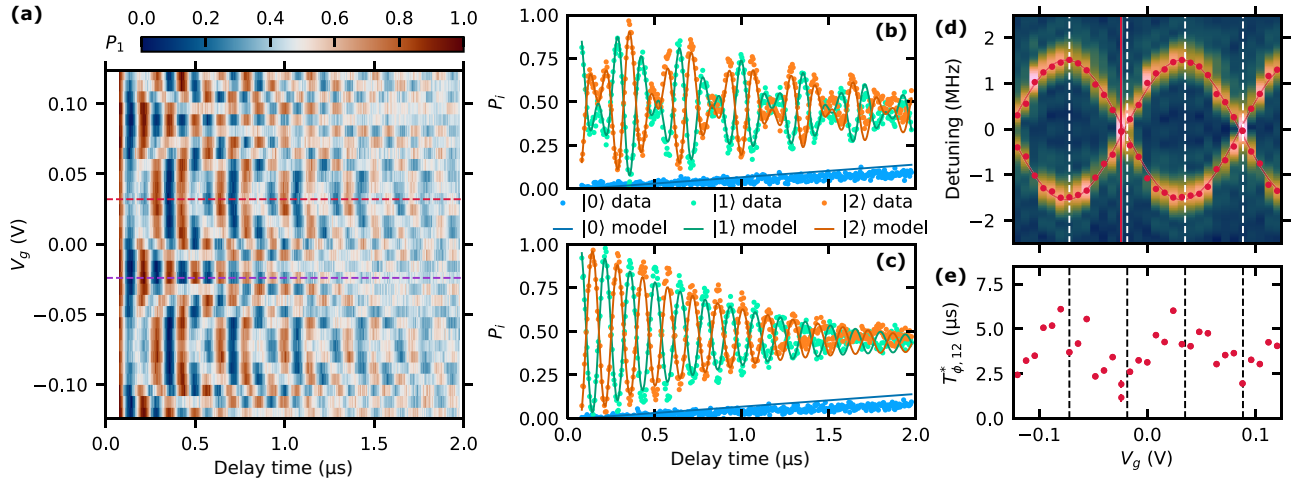 (a)
0.0 0.2 0.4 0.6 0.8 1.0
P1
0.10
0.05
0.00
−0.05
−0.10
Vg (V)
0.0 0.5 1.0 1.5 2.0
Delay time (µs)
(b)
1.00
0.75
0.50
0.25
0.00
Pi
|0⟩ data |1⟩ data |2⟩ data
|0⟩ model |1⟩ model |2⟩ model
(c)
1.00
0.75
0.50
0.25
0.00
Pi
0.0 0.5 1.0 1.5 2.0
Delay time (µs)
(d)
2
1
0
−1
−2
Detuning (MHz)
(e)
7.5
5.0
2.5
0.0
T*ϕ, 12 (µs)
−0.1 0.0 0.1
Vg (V)